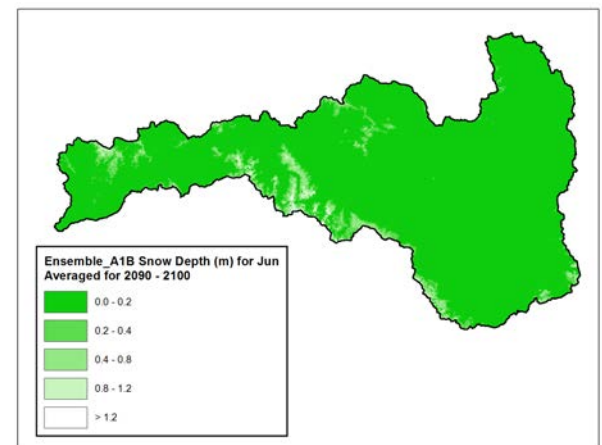 Ensemble_A1B Snow Depth (m) for Jun
Averaged for 2090 - 2100
0.0 - 0.2
0.2 - 0.4
0.4 - 0.8
0.8 - 1.2
> 1.2